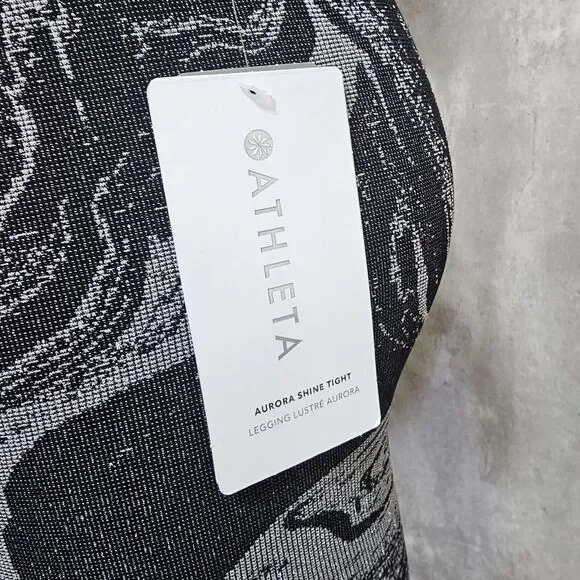 ATHLETA
AURORA SHINE TIGHT
LEGGING LUSTRÉ AURORA